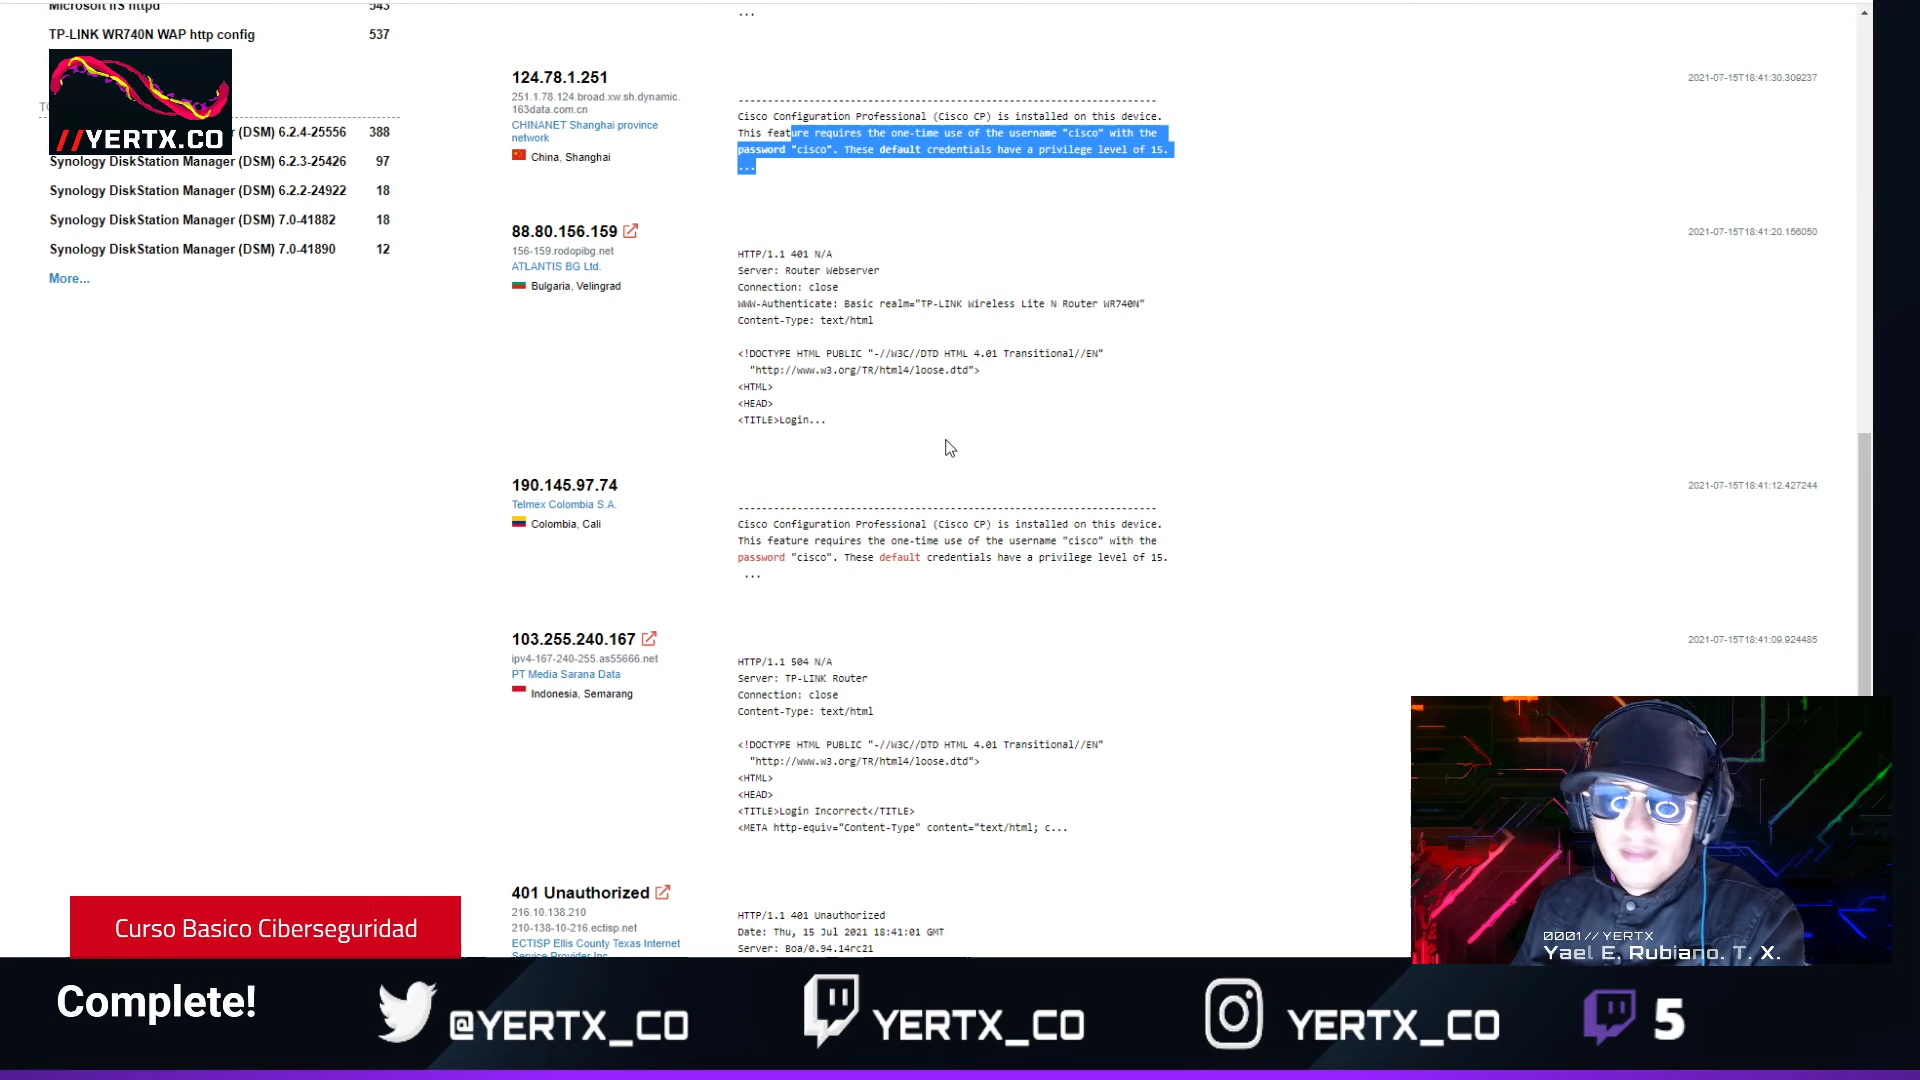 Microsoft IIS httpd 543
TP-LINK WR740N WAP http config 537
//YERTX.CO
(DSM) 6.2.4-25556 388
Synology DiskStation Manager (DSM) 6.2.3-25426 97
Synology DiskStation Manager (DSM) 6.2.2-24922 18
Synology DiskStation Manager (DSM) 7.0-41882 18
Synology DiskStation Manager (DSM) 7.0-41890 12
More...
...
124.78.1.251
251.1.78.124.broad.xw.sh.dynamic.
163data.com.cn
CHINANET Shanghai province
network
China, Shanghai
2021-07-15T18:41:30.309237
-----------------------------------------------------------------------
Cisco Configuration Professional (Cisco CP) is installed on this device.
This feature requires the one-time use of the username "cisco" with the
password "cisco". These default credentials have a privilege level of 15.
...
88.80.156.159
156-159.rodopibg.net
ATLANTIS BG Ltd.
Bulgaria, Velingrad
2021-07-15T18:41:20.156050
HTTP/1.1 401 N/A
Server: Router Webserver
Connection: close
WWW-Authenticate: Basic realm="TP-LINK Wireless Lite N Router WR740N"
Content-Type: text/html
<!DOCTYPE HTML PUBLIC "-//W3C//DTD HTML 4.01 Transitional//EN"
"http://www.w3.org/TR/html4/loose.dtd">
<HTML>
<HEAD>
<TITLE>Login...
190.145.97.74
Telmex Colombia S.A.
Colombia, Cali
2021-07-15T18:41:12.427244
-----------------------------------------------------------------------
Cisco Configuration Professional (Cisco CP) is installed on this device.
This feature requires the one-time use of the username "cisco" with the
password "cisco". These default credentials have a privilege level of 15.
...
103.255.240.167
ipv4-167-240-255.as55666.net
PT Media Sarana Data
Indonesia, Semarang
2021-07-15T18:41:09.924485
HTTP/1.1 504 N/A
Server: TP-LINK Router
Connection: close
Content-Type: text/html
<!DOCTYPE HTML PUBLIC "-//W3C//DTD HTML 4.01 Transitional//EN"
"http://www.w3.org/TR/html4/loose.dtd">
<HTML>
<HEAD>
<TITLE>Login Incorrect</TITLE>
<META http-equiv="Content-Type" content="text/html; c...
401 Unauthorized
216.10.138.210
210-138-10-216.ectisp.net
ECTISP Ellis County Texas Internet
Service Provider Inc
HTTP/1.1 401 Unauthorized
Date: Thu, 15 Jul 2021 18:41:01 GMT
Server: Boa/0.94.14rc21
Curso Basico Ciberseguridad
0001// YERTX
Yael E. Rubiano. T. X.
Complete!
@YERTX_CO
YERTX_CO
YERTX_CO
5